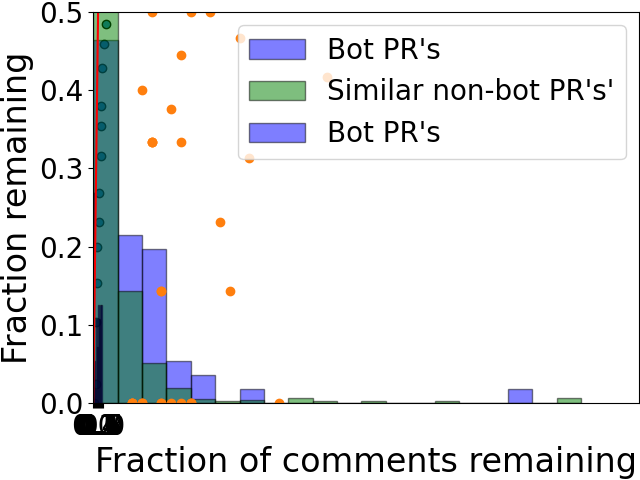 Bot PR's
Similar non-bot PR's'
Bot PR's
Fraction remaining
0.5
0.4
0.3
0.2
0.1
0.0
Fraction of comments remaining